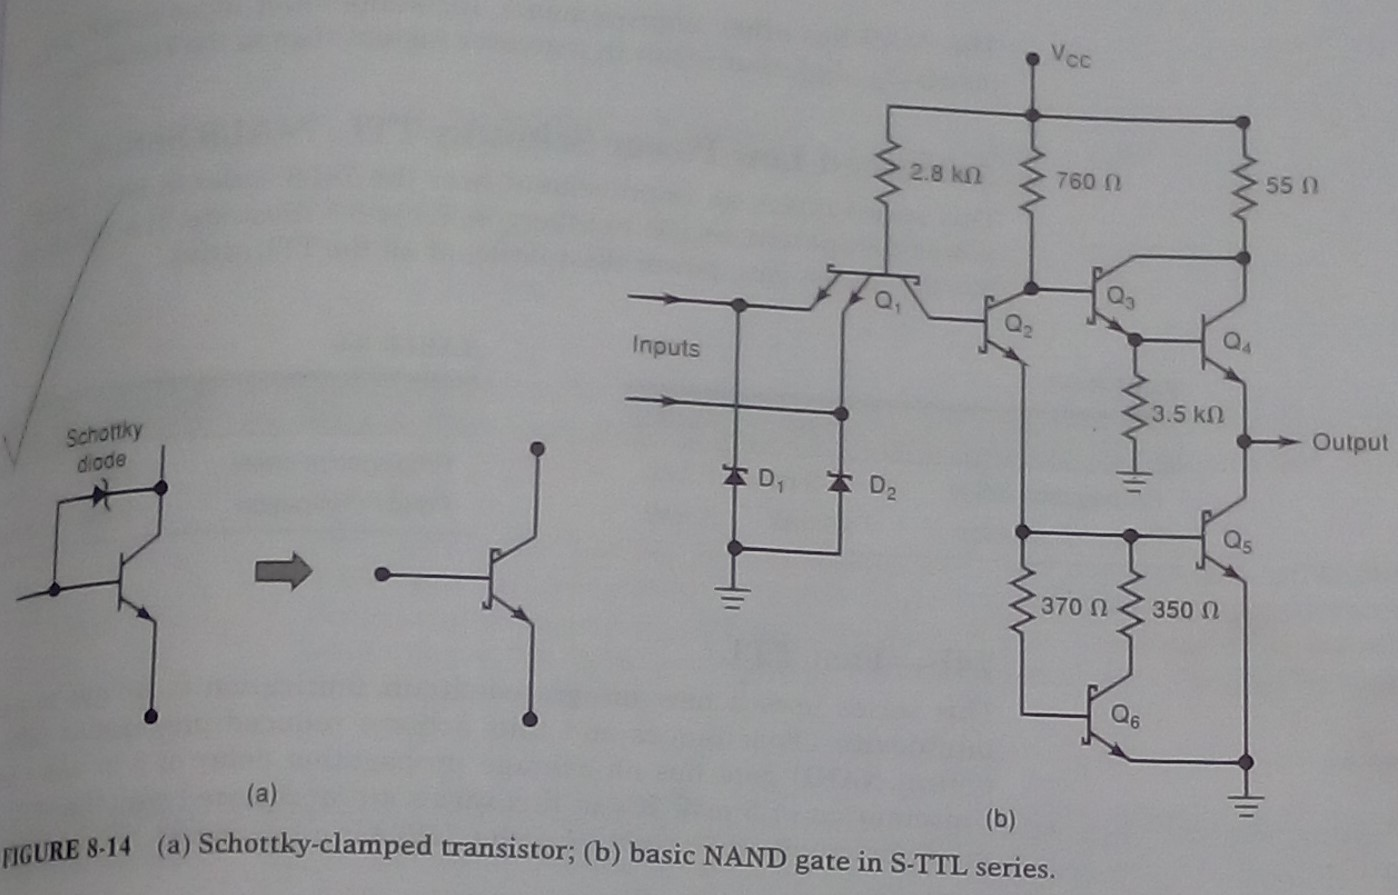 VCC
2.8 kΩ
760 Ω
55 Ω
Q1
Q2
Q3
Q4
Inputs
3.5 kΩ
Output
Schottky
diode
D1
D2
Q5
370 Ω
350 Ω
Q6
(a)
(b)
FIGURE 8-14 (a) Schottky-clamped transistor; (b) basic NAND gate in S-TTL series.